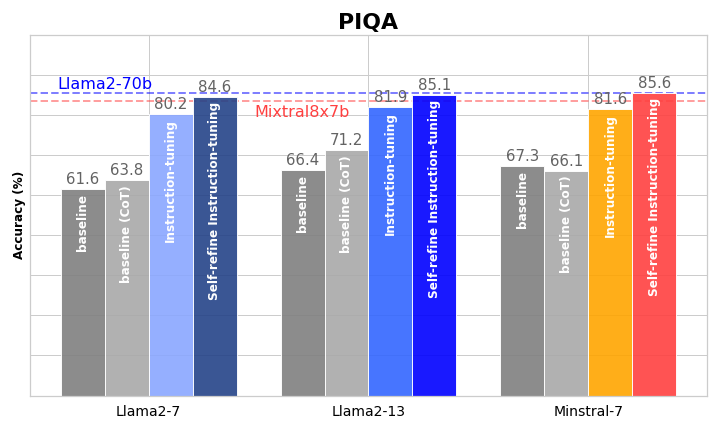 PIQA
Accuracy (%)
Llama2-70b
Mixtral8x7b
61.6
63.8
80.2
84.6
66.4
71.2
81.9
85.1
67.3
66.1
81.6
85.6
baseline
baseline (CoT)
Instruction-tuning
Self-refine Instruction-tuning
baseline
baseline (CoT)
Instruction-tuning
Self-refine Instruction-tuning
baseline
baseline (CoT)
Instruction-tuning
Self-refine Instruction-tuning
Llama2-7
Llama2-13
Minstral-7